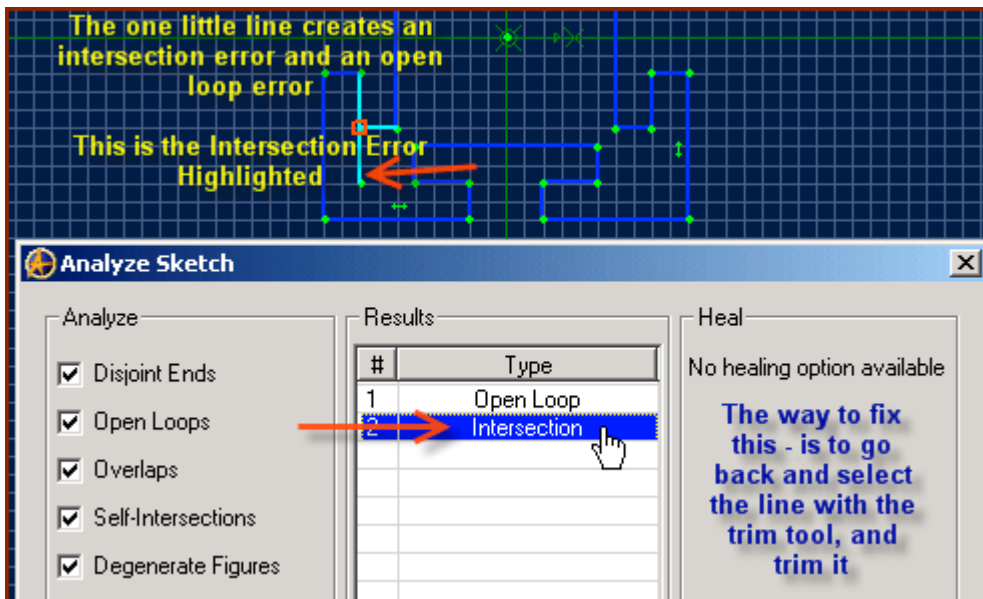 The one little line creates an
intersection error and an open
loop error
This is the Intersection Error
Highlighted
Analyze Sketch
Analyze
Disjoint Ends
Open Loops
Overlaps
Self-Intersections
Degenerate Figures
Results
# Type
1 Open Loop
2 Intersection
Heal
No healing option available
The way to fix
this - is to go
back and select
the line with the
trim tool, and
trim it